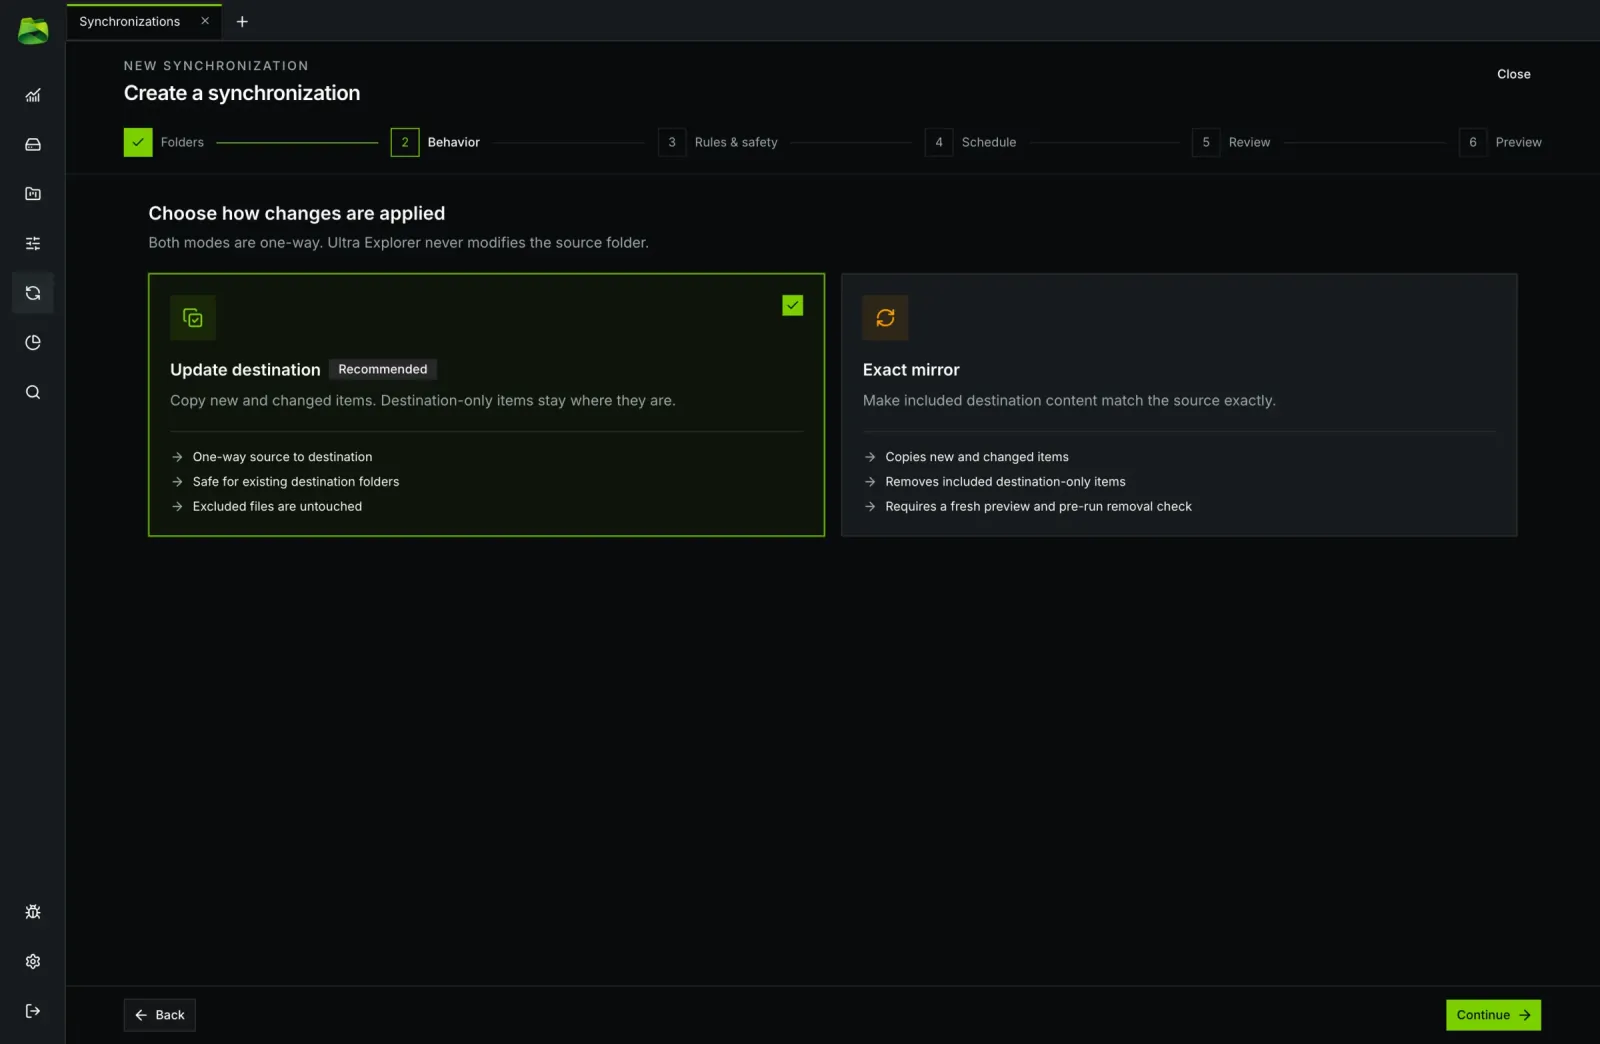 Synchronizations
NEW SYNCHRONIZATION
Close
Create a synchronization
Folders
2 Behavior
3 Rules & safety
4 Schedule
5 Review
6 Preview
Choose how changes are applied
Both modes are one-way. Ultra Explorer never modifies the source folder.
Update destination Recommended
Copy new and changed items. Destination-only items stay where they are.
One-way source to destination
Safe for existing destination folders
Excluded files are untouched
Exact mirror
Make included destination content match the source exactly.
Copies new and changed items
Removes included destination-only items
Requires a fresh preview and pre-run removal check
Back
Continue